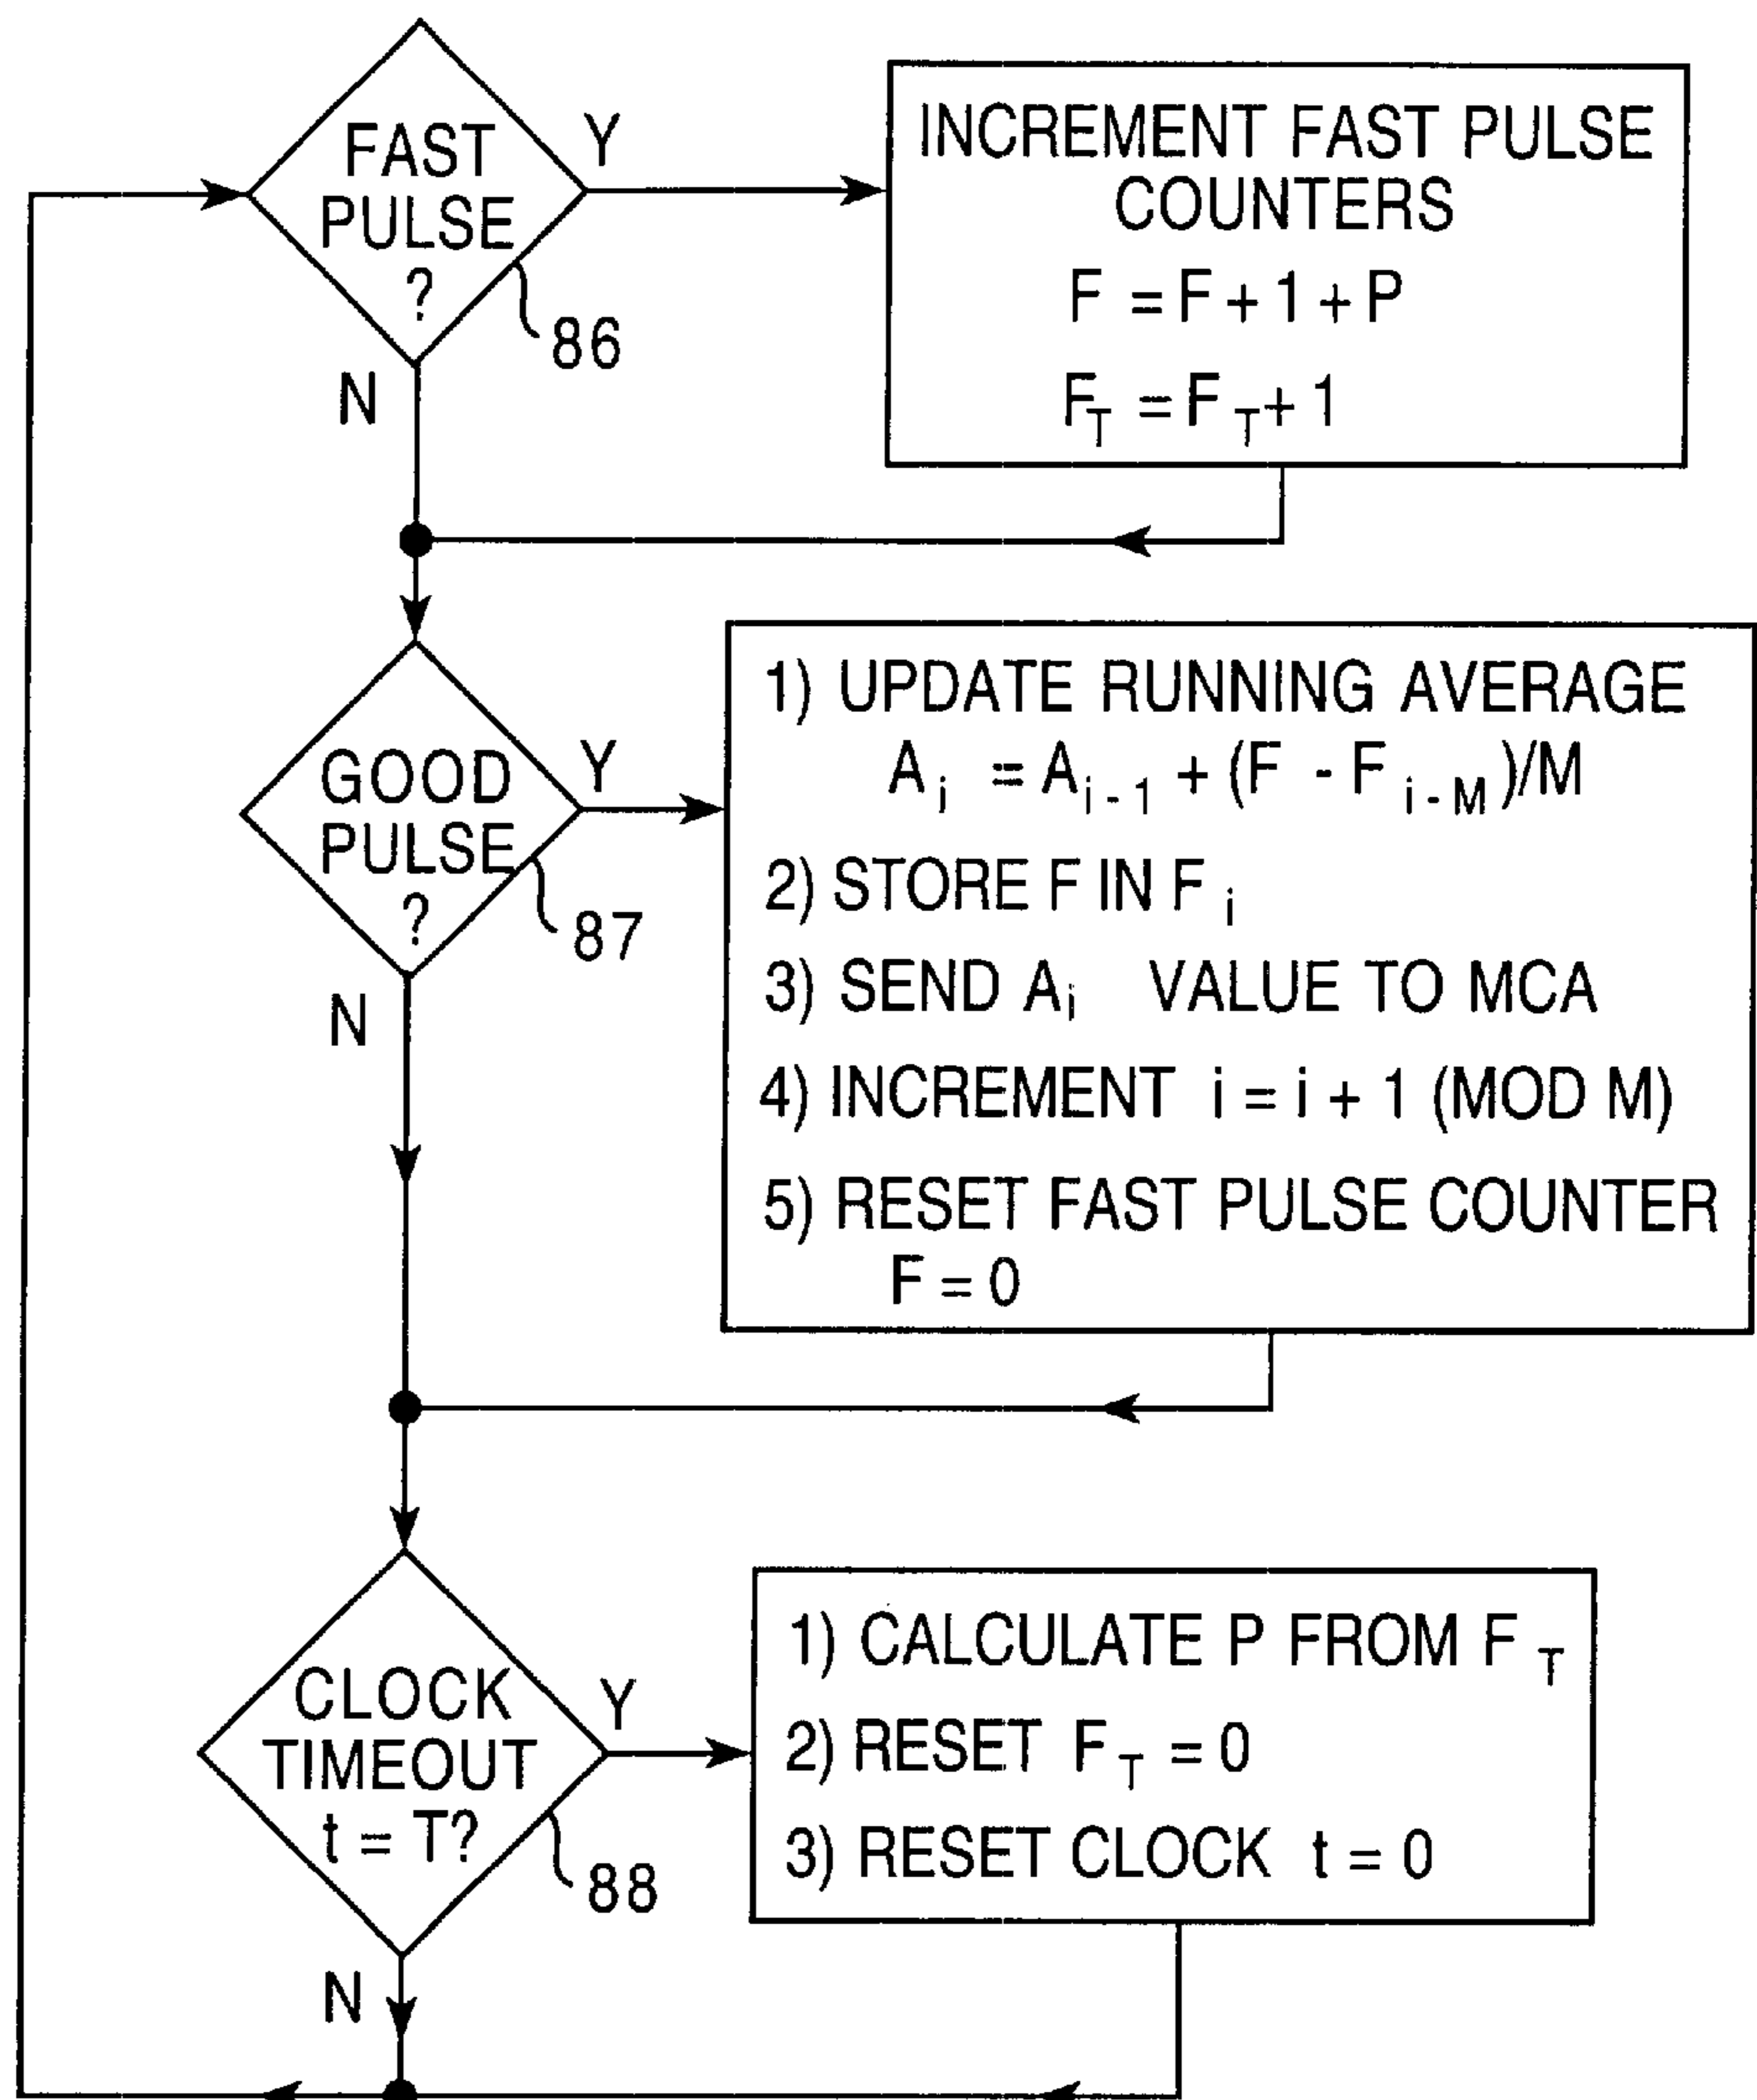 FAST
PULSE
?
Y
86
N
INCREMENT FAST PULSE
COUNTERS
F = F + 1 + P
F_T = F_T + 1
GOOD
PULSE
?
Y
87
N
1) UPDATE RUNNING AVERAGE
A_i = A_{i-1} + (F - F_{i-M})/M
2) STORE F IN F_i
3) SEND A_i VALUE TO MCA
4) INCREMENT i = i + 1 (MOD M)
5) RESET FAST PULSE COUNTER
F = 0
CLOCK
TIMEOUT
t = T?
Y
88
N
1) CALCULATE P FROM F_T
2) RESET F_T = 0
3) RESET CLOCK t = 0